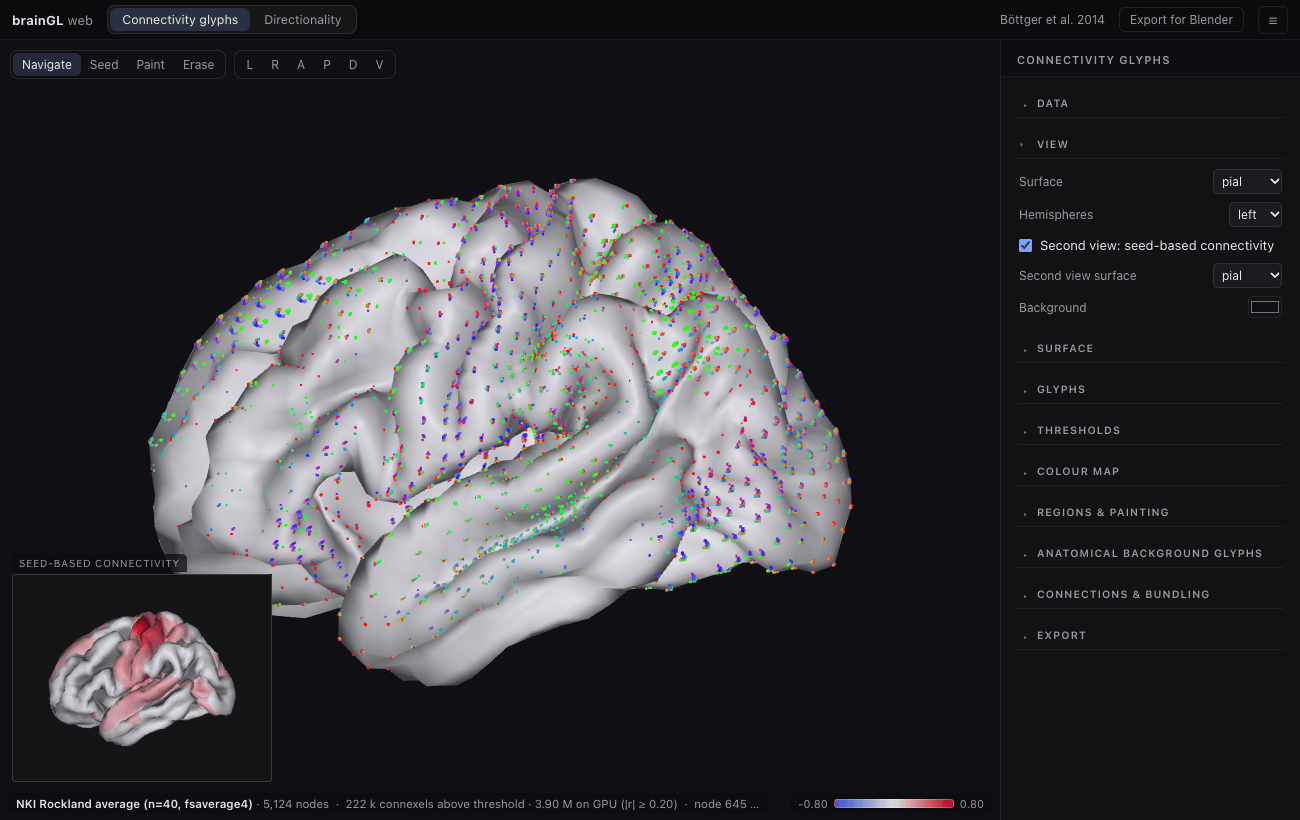 brainGL web
Connectivity glyphs
Directionality
Böttger et al. 2014
Export for Blender
Navigate
Seed
Paint
Erase
L R A P D V
CONNECTIVITY GLYPHS
DATA
VIEW
Surface
pial
Hemispheres
left
Second view: seed-based connectivity
Second view surface
pial
Background
SURFACE
GLYPHS
THRESHOLDS
COLOUR MAP
REGIONS & PAINTING
ANATOMICAL BACKGROUND GLYPHS
CONNECTIONS & BUNDLING
EXPORT
SEED-BASED CONNECTIVITY
NKI Rockland average (n=40, fsaverage4) · 5,124 nodes · 222 k connexels above threshold · 3.90 M on GPU (|r| ≥ 0.20) · node 645 ...
-0.80
0.80